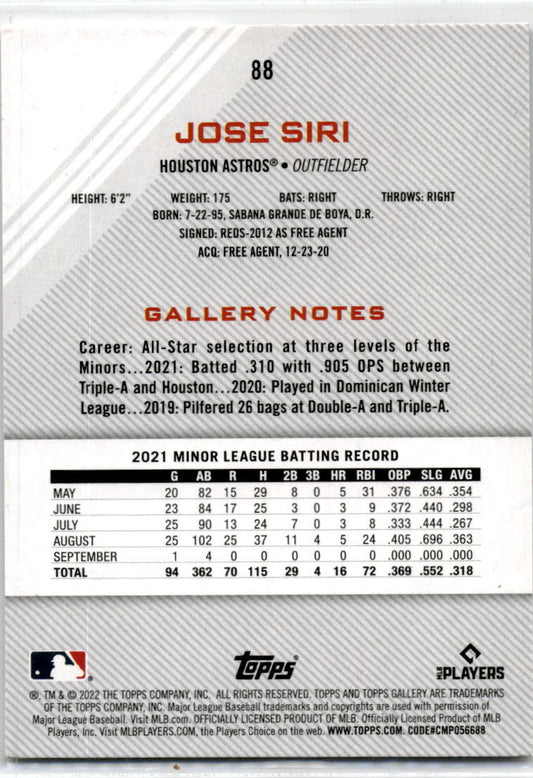 88
JOSE SIRI
HOUSTON ASTROS® • OUTFIELDER
HEIGHT: 6'2" WEIGHT: 175 BATS: RIGHT THROWS: RIGHT
BORN: 7-22-95, SABANA GRANDE DE BOYA, D.R.
SIGNED: REDS-2012 AS FREE AGENT
ACQ: FREE AGENT, 12-23-20
GALLERY NOTES
Career: All-Star selection at three levels of the
Minors...2021: Batted .310 with .905 OPS between
Triple-A and Houston...2020: Played in Dominican Winter
League...2019: Pilfered 26 bags at Double-A and Triple-A.
2021 MINOR LEAGUE BATTING RECORD
G AB R H 2B 3B HR RBI OBP SLG AVG
MAY 20 82 15 29 8 0 5 31 .376 .634 .354
JUNE 23 84 17 25 3 0 3 9 .372 .440 .298
JULY 25 90 13 24 7 0 3 8 .333 .444 .267
AUGUST 25 102 25 37 11 4 5 24 .405 .696 .363
SEPTEMBER 1 4 0 0 0 0 0 0 .000 .000 .000
TOTAL 94 362 70 115 29 4 16 72 .369 .552 .318
TOPPS®
MLB PLAYERS
®, TM & © 2022 THE TOPPS COMPANY, INC. ALL RIGHTS RESERVED. TOPPS AND TOPPS GALLERY ARE TRADEMARKS
OF THE TOPPS COMPANY, INC. Major League Baseball trademarks and copyrights are used with permission of
Major League Baseball. Visit MLB.com. OFFICIALLY LICENSED PRODUCT OF MLB. Officially Licensed Product of MLB
Players, Inc. Visit MLBPLAYERS.COM, the Players Choice on the web. WWW.TOPPS.COM. CODE#CMP056688